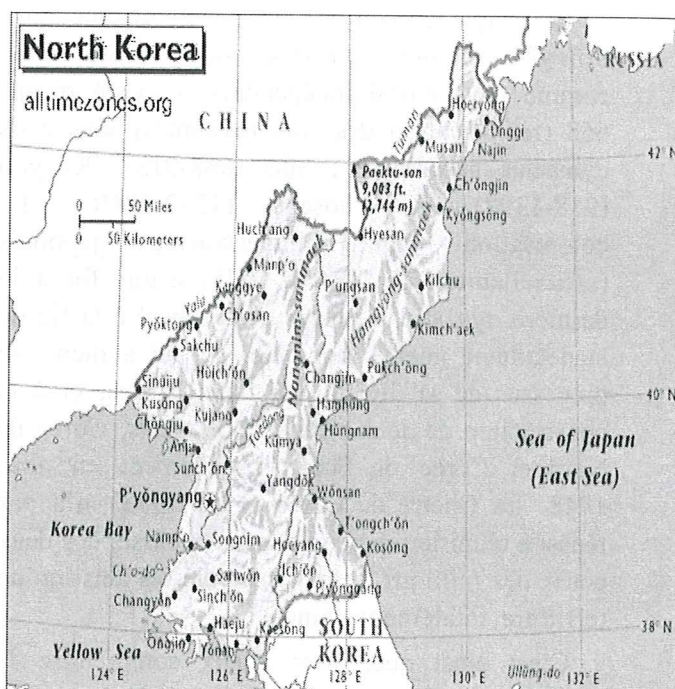 North Korea
alltimezones.org
RUSSIA
CHINA
Tuman
Hoeryŏng
Unggi
Musan
Najin
42° N
Paektu-san
9,003 ft.
(2,744 m)
Ch'ŏngjin
Kyŏngsŏng
0 50 Miles
0 50 Kilometers
Huch'ang
Hyesan
Manp'o
Kanggye
P'ungsan
Kilchu
Yalu
Ch'osan
Nangnim-sanmaek
Hamgyong-sanmaek
Pyŏktong
Kimch'aek
Sakchu
Hŭich'ŏn
Changjin
Pukch'ŏng
Sinŭiju
40° N
Kusŏng
Kujang
Hamhŭng
Chŏngju
Taedong
Hŭngnam
Anju
Kŭmya
Sea of Japan
(East Sea)
Sunch'ŏn
Yangdŏk
P'yŏngyang
Wŏnsan
Korea Bay
T'ongch'ŏn
Namp'o
Songnim
Hoeyang
Kosŏng
Ch'o-do
Sariwŏn
Ich'ŏn
P'yŏnggang
Changyŏn
Sinch'ŏn
Haeju
Kaesŏng
SOUTH
KOREA
38° N
Ongjin
Yŏnan
Yellow Sea
124° E
126° E
128° E
130° E
Ullŭng-do
132° E